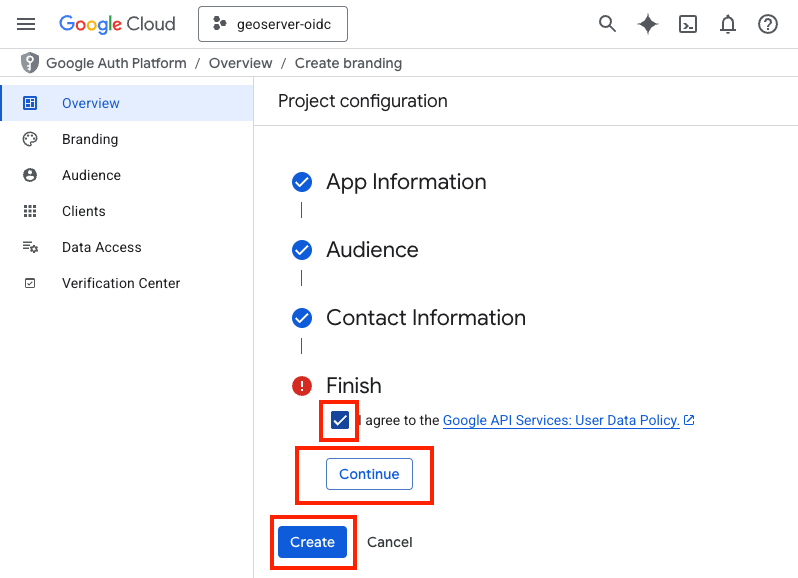 Google Cloud
geoserver-oidc
Google Auth Platform / Overview / Create branding
Overview
Branding
Audience
Clients
Data Access
Verification Center
Project configuration
App Information
Audience
Contact Information
Finish
I agree to the Google API Services: User Data Policy.
Continue
Create
Cancel